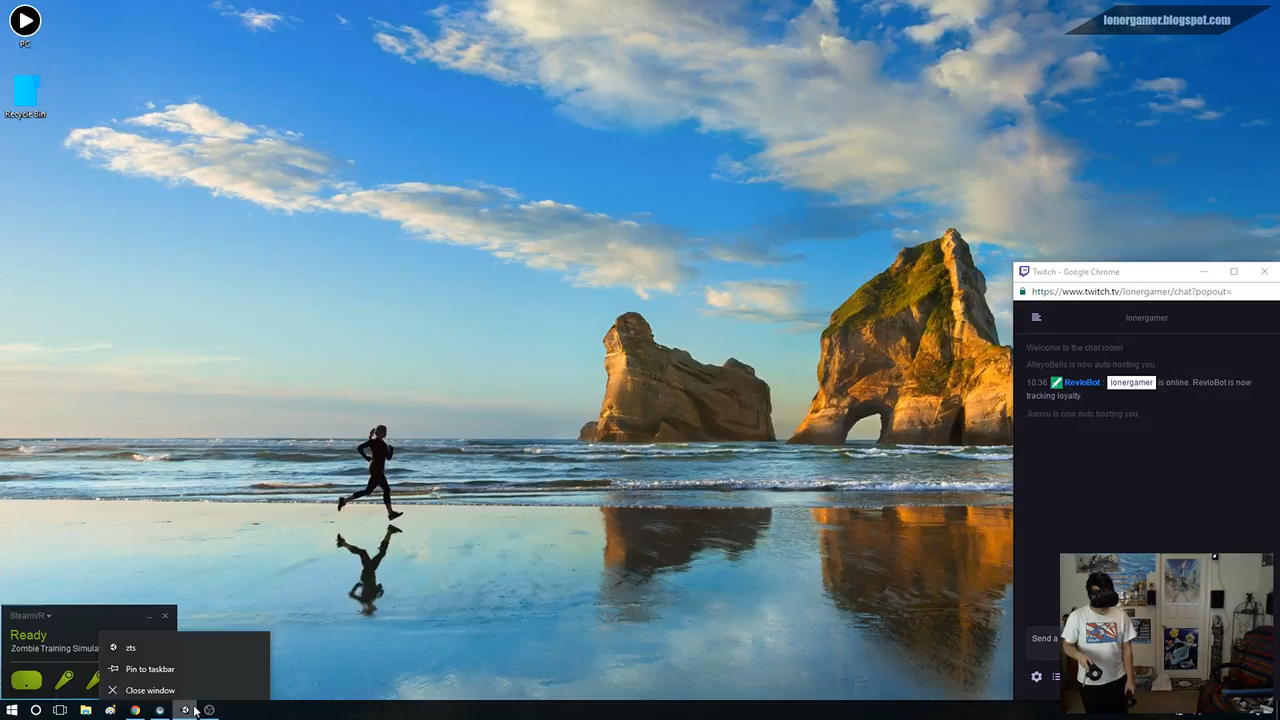 PC
Recycle Bin
lonergamer.blogspot.com
Twitch - Google Chrome
https://www.twitch.tv/lonergamer/chat?popout=
lonergamer
Welcome to the chat room!
AlleyoBells is now auto hosting you.
10:36 RevloBot : lonergamer is online. RevloBot is now
tracking loyalty.
Jianxu is now auto hosting you.
Send a
SteamVR
Ready
Zombie Training Simula
zts
Pin to taskbar
Close window